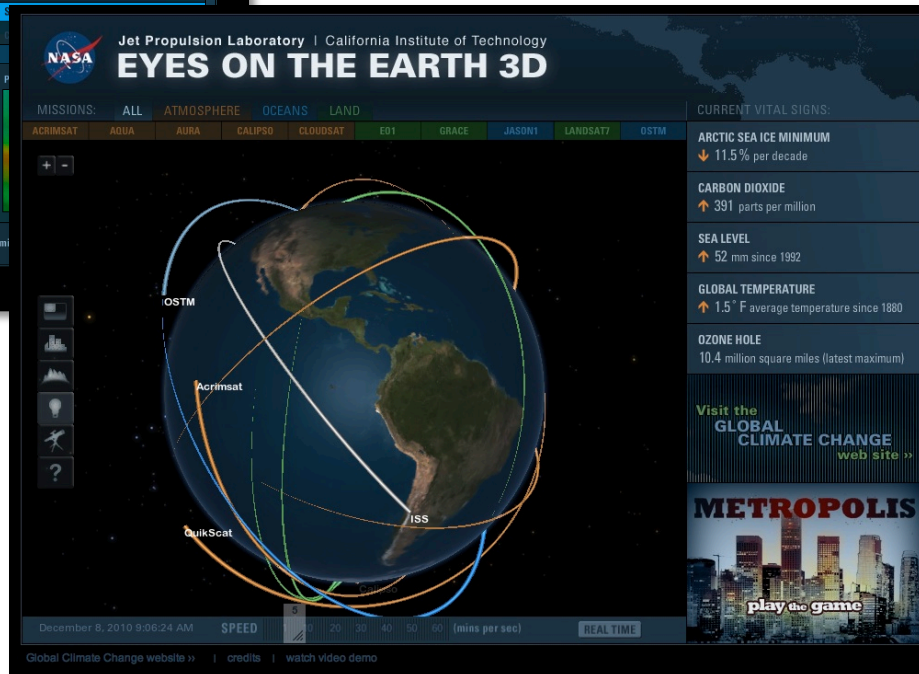 NASA
Jet Propulsion Laboratory | California Institute of Technology
EYES ON THE EARTH 3D
MISSIONS: ALL ATMOSPHERE OCEANS LAND
ACRIMSAT AQUA AURA CALIPSO CLOUDSAT EO1 GRACE JASON1 LANDSAT7 OSTM
+ -
OSTM
Acrimsat
QuikScat
ISS
Calipso
?
5
December 8, 2010 9:06:24 AM SPEED 20 30 40 50 60 (mins per sec) REAL TIME
Global Climate Change website ›› | credits | watch video demo
CURRENT VITAL SIGNS:
ARCTIC SEA ICE MINIMUM
11.5% per decade
CARBON DIOXIDE
391 parts per million
SEA LEVEL
52 mm since 1992
GLOBAL TEMPERATURE
1.5° F average temperature since 1880
OZONE HOLE
10.4 million square miles (latest maximum)
Visit the
GLOBAL
CLIMATE CHANGE
web site ››
METROPOLIS
play the game